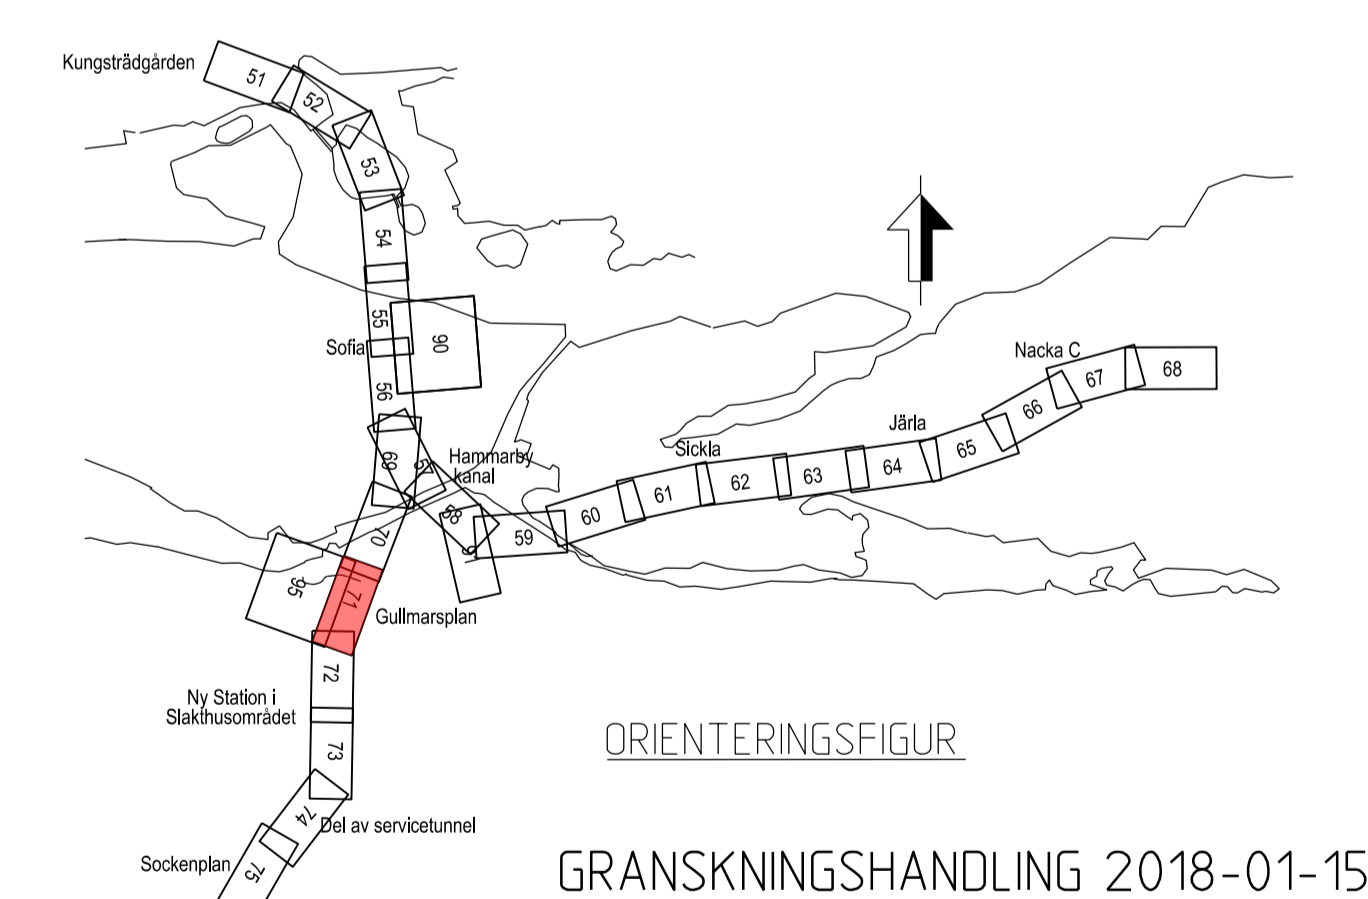 Kungsträdgården
51
52
53
54
55
Sofia
90
56
69
57
Hammarby
kanal
58
59
60
61
Sickla
62
63
64
Järla
65
66
Nacka C
67
68
70
95
71
Gullmarsplan
72
Ny Station i
Slakthusområdet
73
74
Del av servicetunnel
Sockenplan
75
ORIENTERINGSFIGUR
GRANSKNINGSHANDLING 2018-01-15